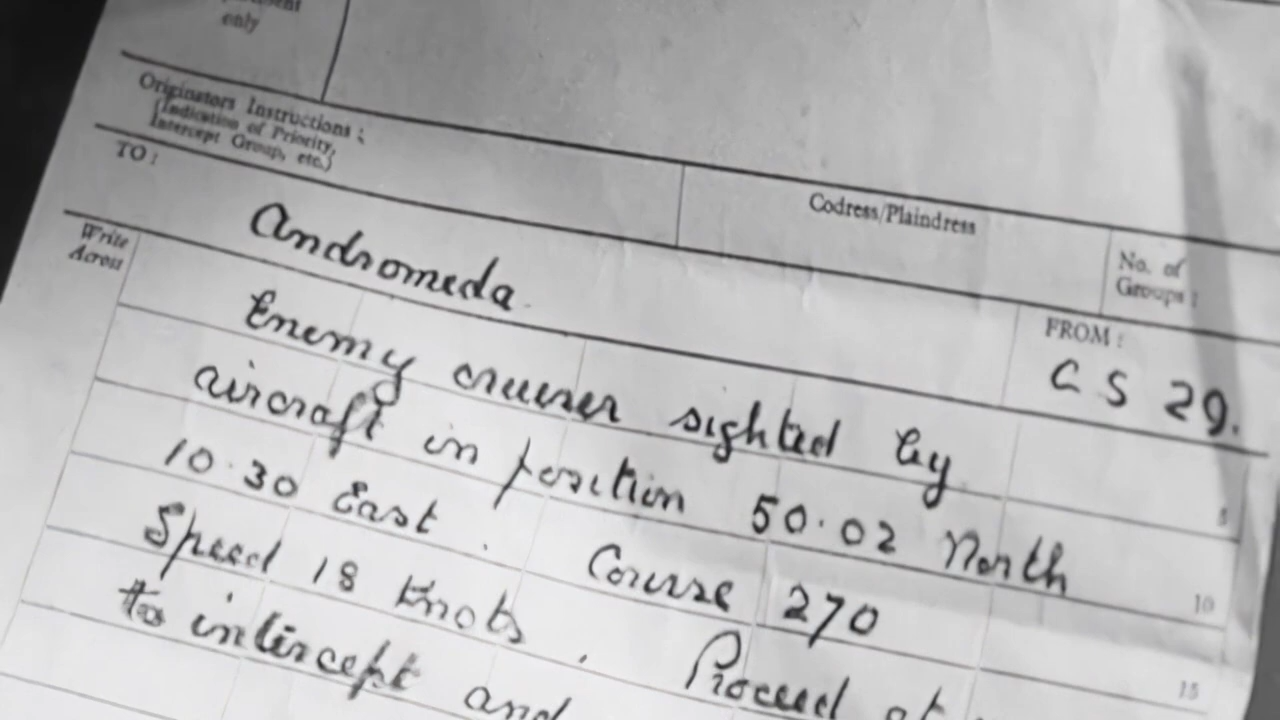 only
Originators Instructions:
(Indication of Priority,
Intercept Group, etc.)
Codress/Plaindress
No. of
Groups:
TO:
Andromeda
FROM:
CS 29.
Write
Across
Enemy cruiser sighted by
aircraft in position 50.02 North
10.30 East. Course 270
Speed 18 knots. Proceed at
to intercept and
5
10
15